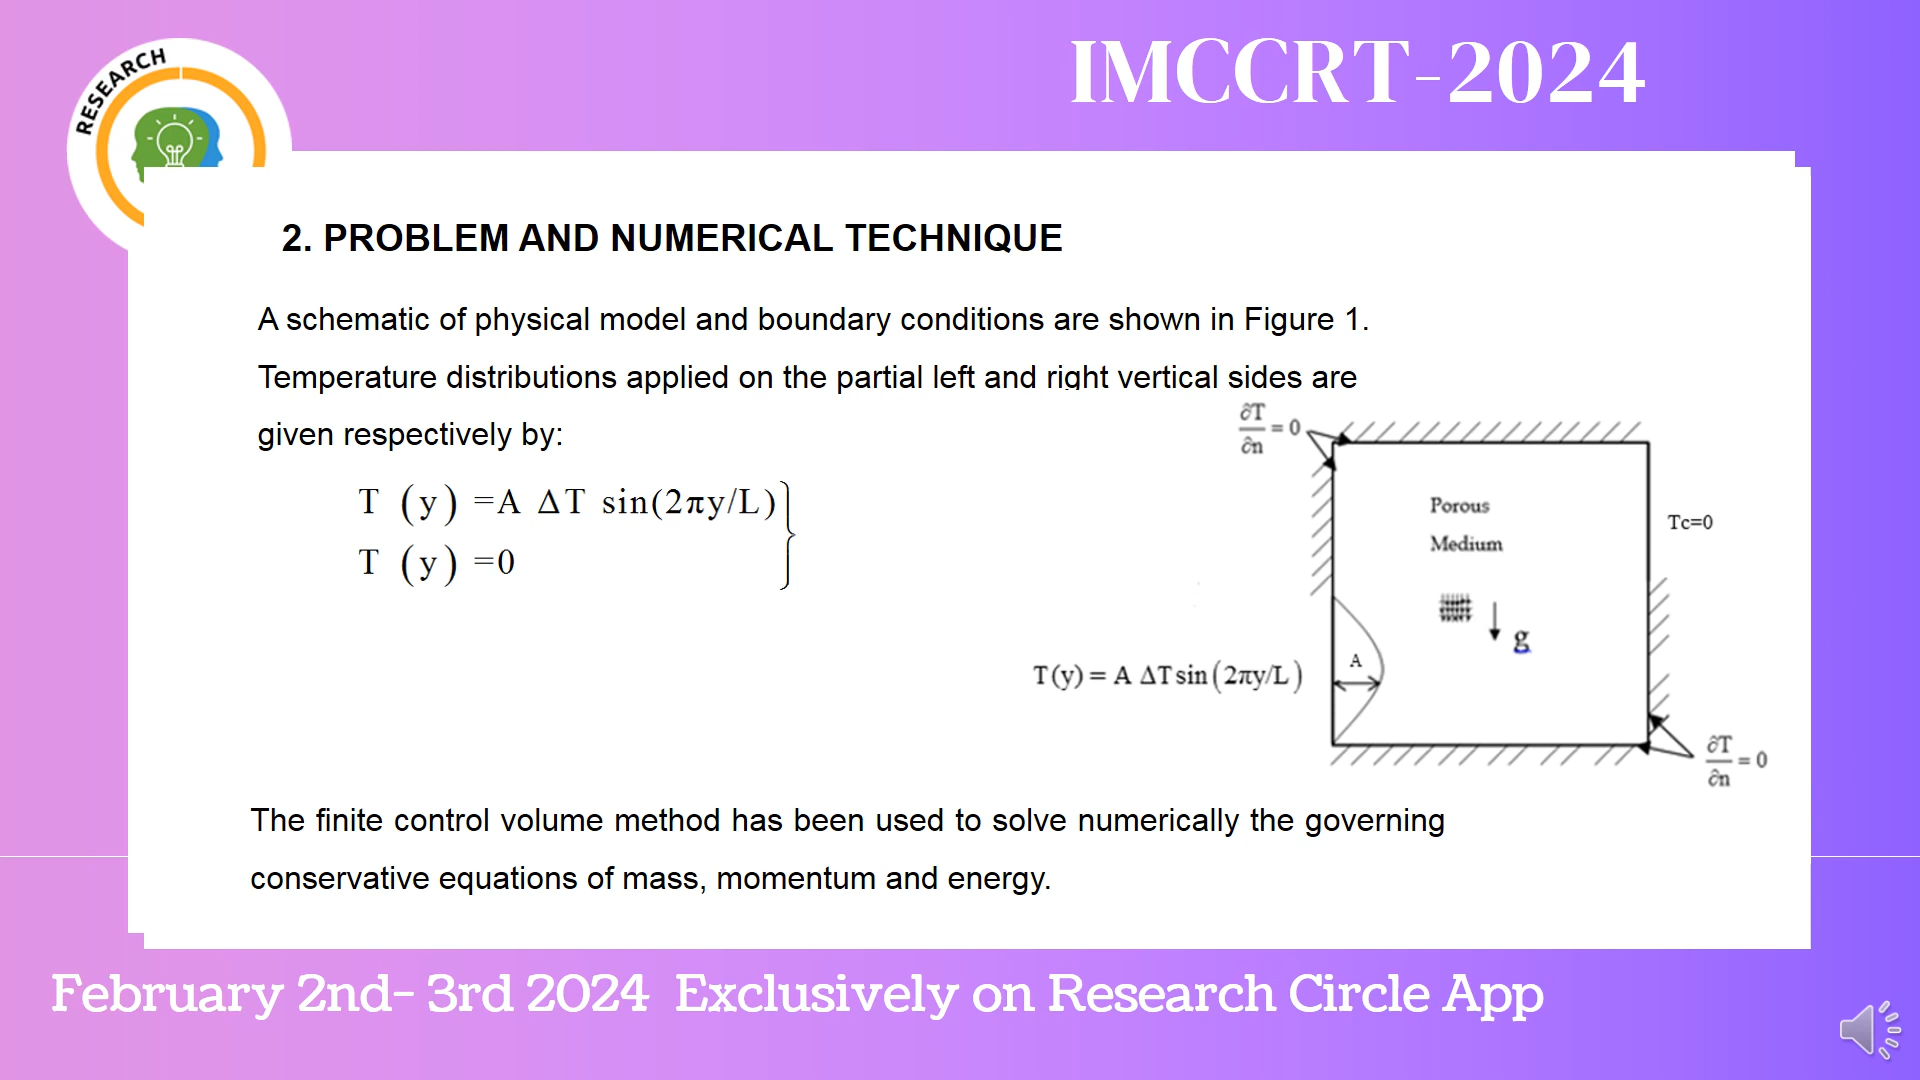 RESEARCH
IMCCRT-2024
2. PROBLEM AND NUMERICAL TECHNIQUE
A schematic of physical model and boundary conditions are shown in Figure 1.
Temperature distributions applied on the partial left and right vertical sides are
given respectively by:
T (y) =A ΔT sin(2πy/L)
T (y) =0
∂T/∂n = 0
Porous
Medium
Tc=0
g
A
T(y) = A ΔT sin(2πy/L)
∂T/∂n = 0
The finite control volume method has been used to solve numerically the governing
conservative equations of mass, momentum and energy.
February 2nd- 3rd 2024 Exclusively on Research Circle App